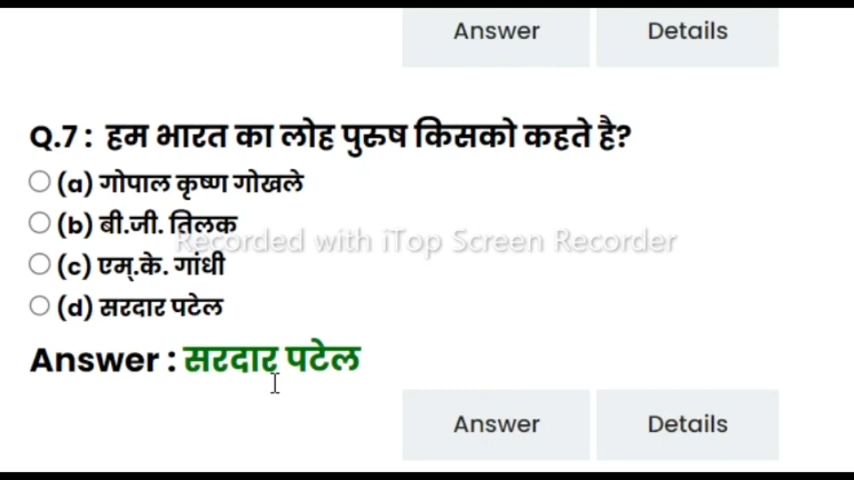 Answer Details
Q.7 : हम भारत का लोह पुरुष किसको कहते है?
(a) गोपाल कृष्ण गोखले
(b) बी.जी. तिलक
Recorded with iTop Screen Recorder
(c) एम्.के. गांधी
(d) सरदार पटेल
Answer : सरदार पटेल
Answer Details